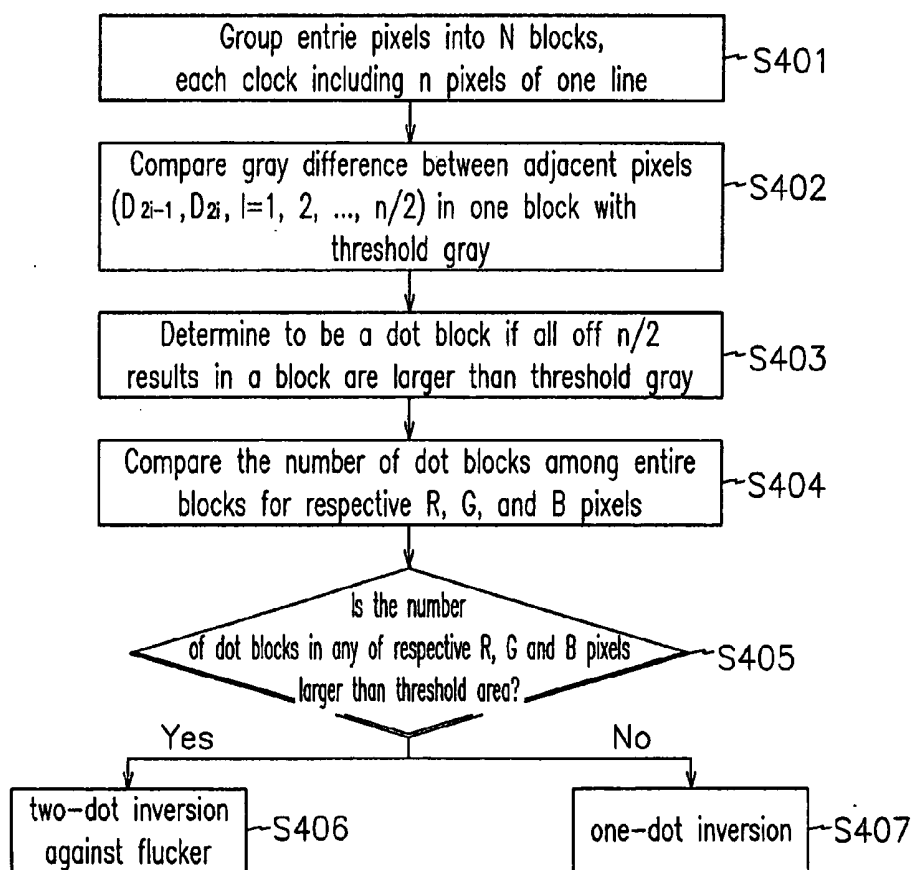 Group entrie pixels into N blocks,
each clock including n pixels of one line
S401
Compare gray difference between adjacent pixels
(D2i-1, D2i, l=1, 2, ..., n/2) in one block with
threshold gray
S402
Determine to be a dot block if all off n/2
results in a block are larger than threshold gray
S403
Compare the number of dot blocks among entire
blocks for respective R, G, and B pixels
S404
Is the number
of dot blocks in any of respective R, G and B pixels
larger than threshold area?
S405
Yes
No
two-dot inversion
against flucker
S406
one-dot inversion
S407